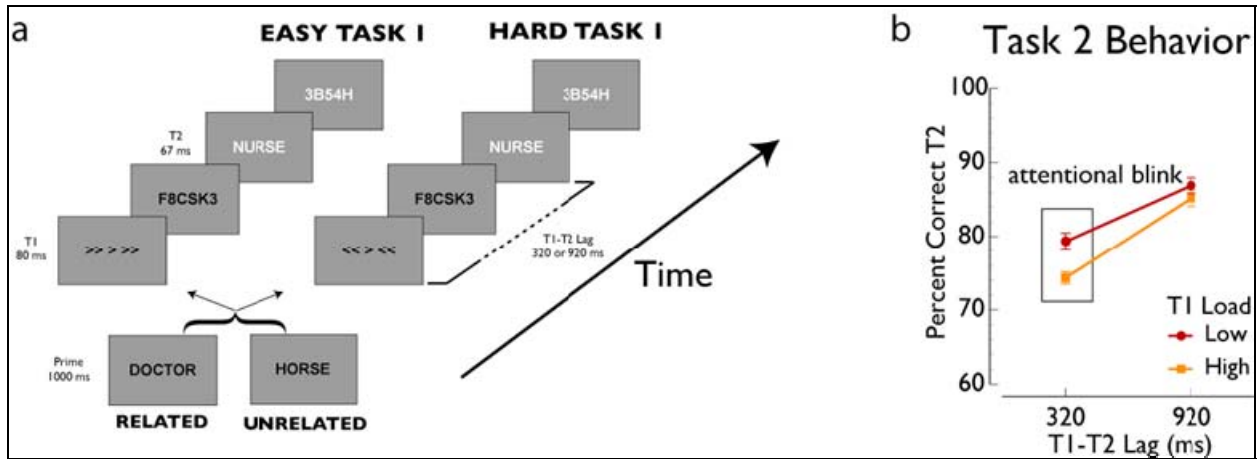 a
EASY TASK 1
HARD TASK 1
3B54H
3B54H
T2
67 ms
NURSE
NURSE
F8CSK3
F8CSK3
T1
80 ms
>> > >>
<< > <<
T1-T2 Lag
320 or 920 ms
Time
Prime
1000 ms
DOCTOR
HORSE
RELATED
UNRELATED
b
Task 2 Behavior
Percent Correct T2
100
90
80
70
60
attentional blink
T1 Load
Low
High
320
920
T1-T2 Lag (ms)